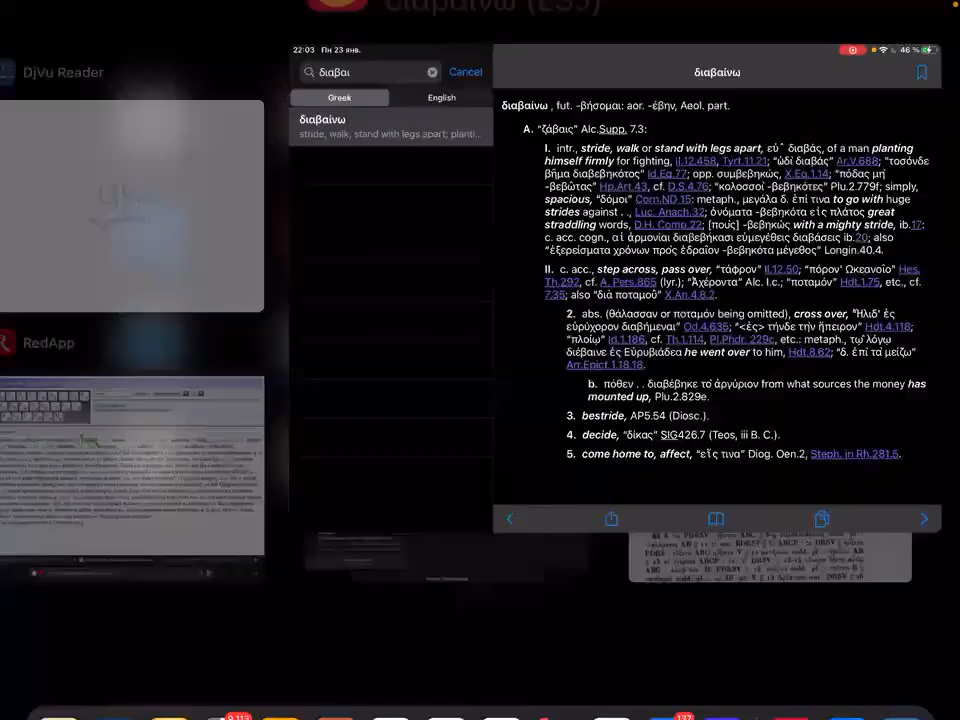 διαβαίνω (LSJ)
DjVu Reader
22:03 Пн 23 янв.
46 %
διαβαι
Cancel
διαβαίνω
Greek
English
διαβαίνω
stride, walk, stand with legs apart; planti...
διαβαίνω , fut. -βήσομαι: aor. -έβην, Aeol. part.
A. “ζάβαις” Alc.Supp. 7.3:
I. intr., stride, walk or stand with legs apart, εὖ διαβάς, of a man planting
himself firmly for fighting, Il.12.458, Tyrt.11.21; “ὡδὶ διαβάς” Ar.V.688; “τοσόνδε
βῆμα διαβεβηκότος” Id.Eq.77; opp. συμβεβηκώς, X.Eq.1.14; “πόδας μὴ
-βεβῶτας” Hp.Art.43, cf. D.S.4.76; “κολοσσοὶ -βεβηκότες” Plu.2.779f; simply,
spacious, “δόμοι” Corn.ND 15: metaph., μεγάλα δ. ἐπί τινα to go with huge
strides against . ., Luc. Anach.32; ὀνόματα -βεβηκότα εἰς πλάτος great
straddling words, D.H. Comp.22; [ποὺς] -βεβηκὼς with a mighty stride, ib.17:
c. acc. cogn., αἱ ἁρμονίαι διαβεβήκασι εὐμεγέθεις διαβάσεις ib.20; also
“ἐξερείσματα χρόνων πρὸς ἑδραῖον -βεβηκότα μέγεθος” Longin.40.4.
II. c. acc., step across, pass over, “τάφρον” Il.12.50; “πόρον' Ὠκεανοῖο” Hes.
Th.292, cf. A. Pers.865 (lyr.); “Ἀχέροντα” Alc. l.c.; “ποταμόν” Hdt.1.75, etc., cf.
7.35; also “διὰ ποταμοῦ” X.An.4.8.2.
2. abs. (θάλασσαν or ποταμόν being omitted), cross over, “Ἤλιδ' ἐς
εὐρύχορον διαβήμεναι” Od.4.635; “<ἐς> τήνδε τὴν ἤπειρον” Hdt.4.118;
“πλοίῳ” Id.1.186, cf. Th.1.114, Pl.Phdr. 229c, etc.: metaph., τῷ λόγῳ
διέβαινε ἐς Εὐρυβιάδεα he went over to him, Hdt.8.62; “δ. ἐπὶ τὰ μείζω”
Arr.Epict.1.18.18.
b. πόθεν . . διαβέβηκε τὸ ἀργύριον from what sources the money has
mounted up, Plu.2.829e.
3. bestride, AP5.54 (Diosc.).
4. decide, “δίκας” SIG426.7 (Teos, iii B. C.).
5. come home to, affect, “εἴς τινα” Diog. Oen.2, Steph. in Rh.281.5.
RedApp
9 113
137